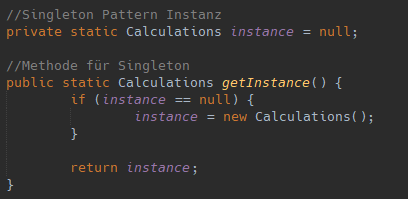 //Singleton Pattern Instanz
private static Calculations instance = null;
//Methode für Singleton
public static Calculations getInstance() {
if (instance == null) {
instance = new Calculations();
}
return instance;
}